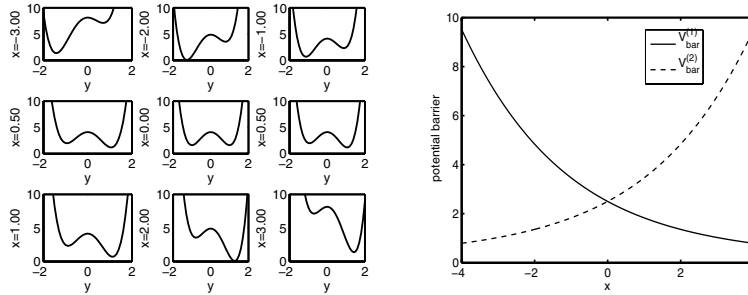 x=-3.00 10 5 0 x=-2.00 10 5 0 x=-1.00 10 5 0
−2 0 2 −2 0 2 −2 0 2
y y y
x=0.50 10 5 0 x=0.00 10 5 0 x=0.50 10 5 0
−2 0 2 −2 0 2 −2 0 2
y y y
x=1.00 10 5 0 x=2.00 10 5 0 x=3.00 10 5 0
−2 0 2 −2 0 2 −2 0 2
y y y
potential barrier
10
8
6
4
2
0
V(1)bar
V(2)bar
−4 −2 0 2 4
x